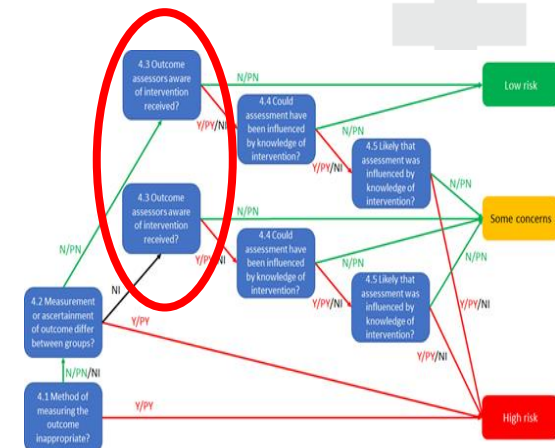 4.3 Outcome
assessors aware
of intervention
received?
N/PN
Low risk
Y/PY/NI
4.4 Could
assessment have
been influenced
by knowledge of
intervention?
N/PN
Y/PY/NI
4.5 Likely that
assessment was
influenced by
knowledge of
intervention?
N/PN
4.3 Outcome
assessors aware
of intervention
received?
N/PN
Some concerns
Y/PY/NI
4.4 Could
assessment have
been influenced
by knowledge of
intervention?
N/PN
N/PN
Y/PY/NI
4.5 Likely that
assessment was
influenced by
knowledge of
intervention?
N/PN
Y/PY/NI
Y/PY/NI
NI
4.2 Measurement
or ascertainment
of outcome differ
between groups?
Y/PY
N/PN/NI
4.1 Method of
measuring the
outcome
inappropriate?
Y/PY
High risk